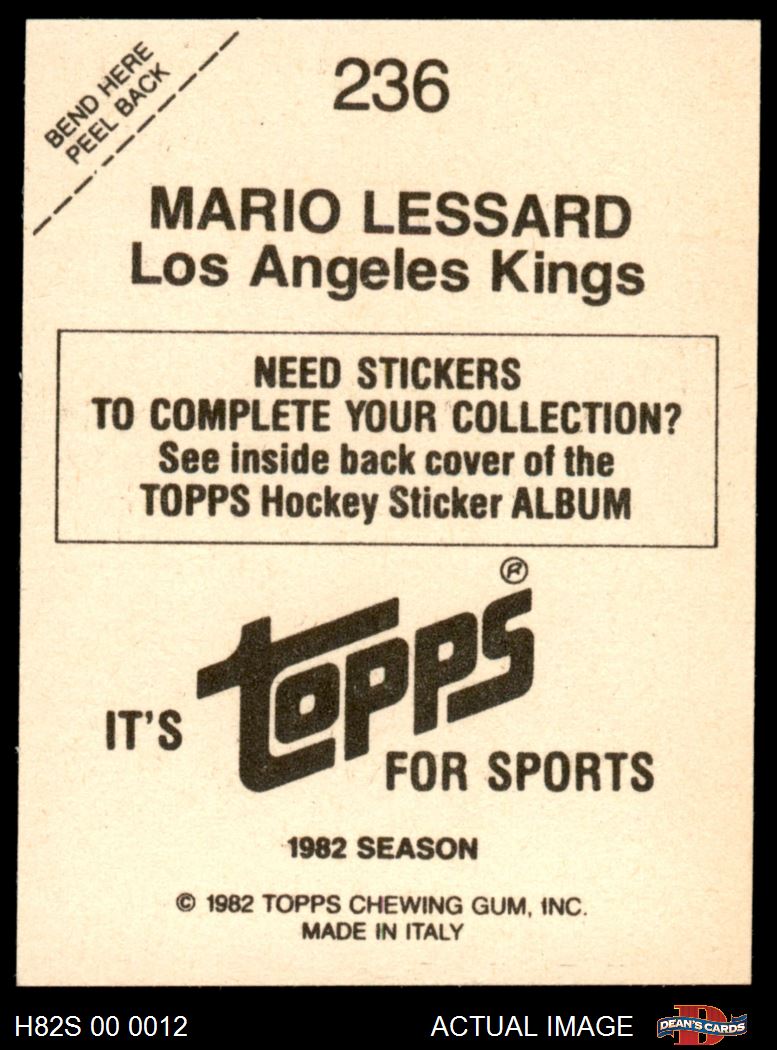 BEND HERE
PEEL BACK
236
MARIO LESSARD
Los Angeles Kings
NEED STICKERS
TO COMPLETE YOUR COLLECTION?
See inside back cover of the
TOPPS Hockey Sticker ALBUM
IT'S topps ®
FOR SPORTS
1982 SEASON
© 1982 TOPPS CHEWING GUM, INC.
MADE IN ITALY
H82S 00 0012 ACTUAL IMAGE D DEAN'S CARDS